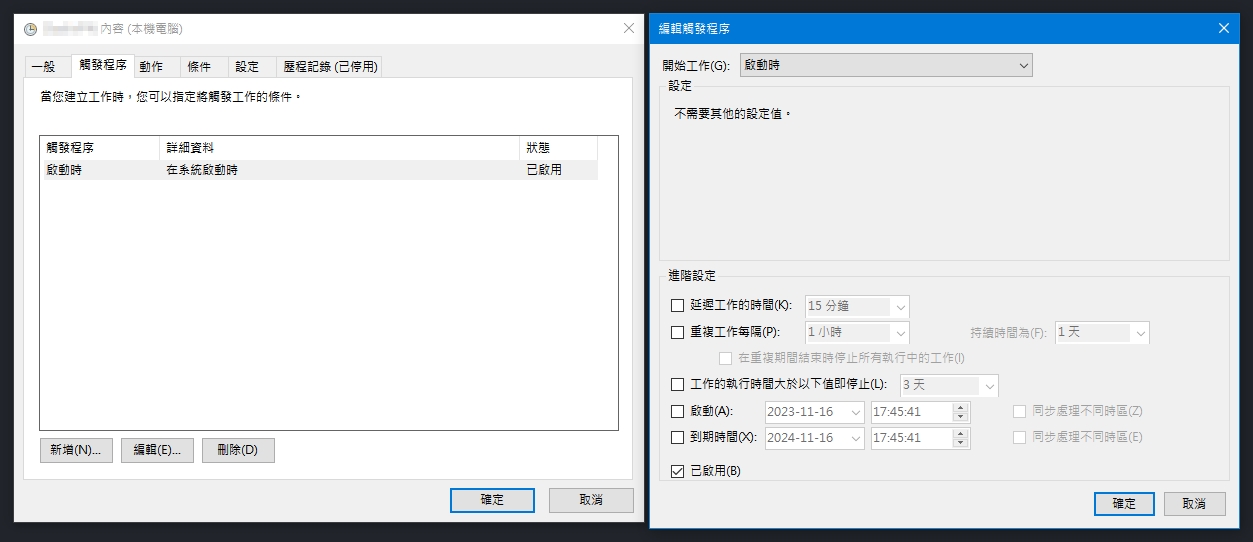 內容 (本機電腦)
一般
觸發程序
動作
條件
設定
歷程記錄 (已停用)
當您建立工作時，您可以指定將觸發工作的條件。
觸發程序 詳細資料 狀態
啟動時 在系統啟動時 已啟用
新增(N)... 編輯(E)... 刪除(D)
確定 取消
編輯觸發程序
開始工作(G): 啟動時
設定
不需要其他的設定值。
進階設定
延遲工作的時間(K): 15 分鐘
重複工作每隔(P): 1 小時 持續時間為(F): 1 天
在重複期間結束時停止所有執行中的工作(I)
工作的執行時間大於以下值即停止(L): 3 天
啟動(A): 2023-11-16 17:45:41 同步處理不同時區(Z)
到期時間(X): 2024-11-16 17:45:41 同步處理不同時區(E)
已啟用(B)
確定 取消